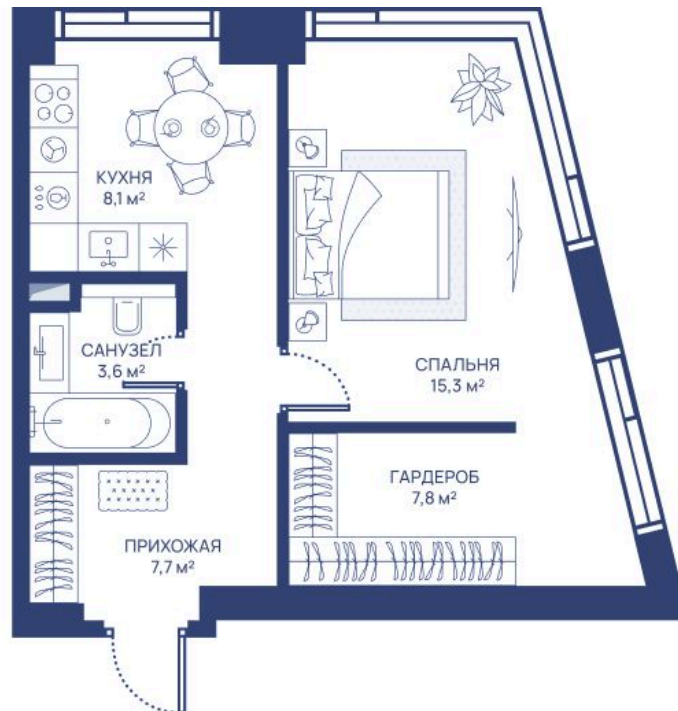 КУХНЯ
8,1 м²
САНУЗЕЛ
3,6 м²
СПАЛЬНЯ
15,3 м²
ГАРДЕРОБ
7,8 м²
ПРИХОЖАЯ
7,7 м²